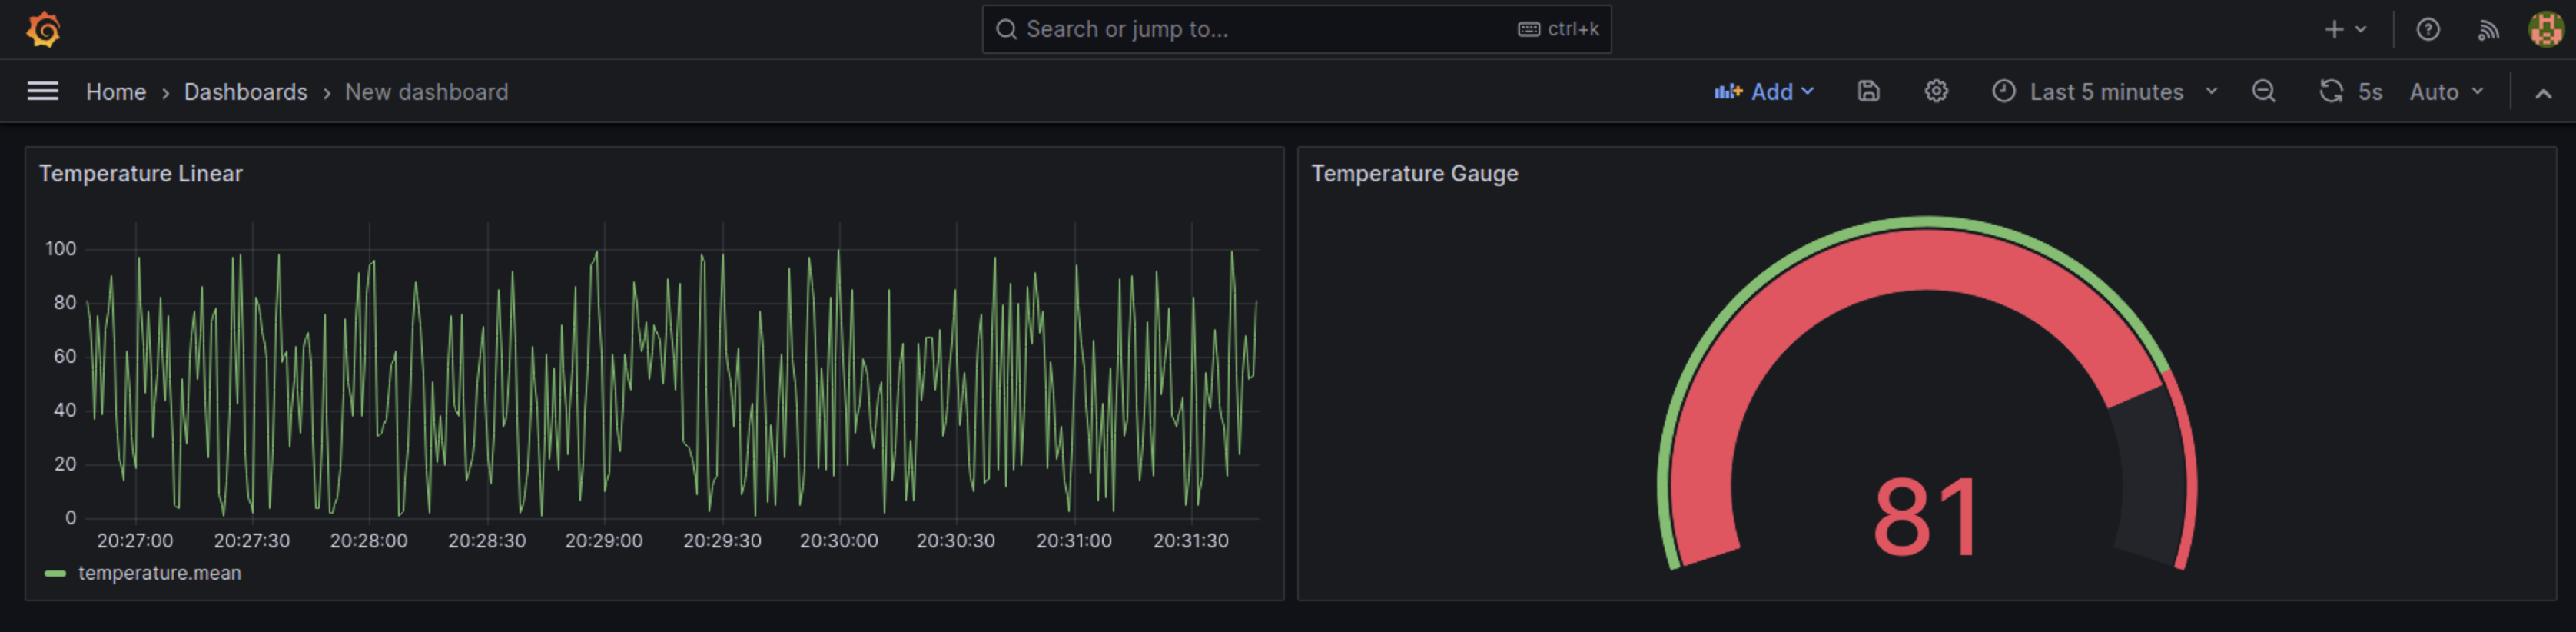 Search or jump to... ctrl+k
Home › Dashboards › New dashboard Add Last 5 minutes 5s Auto
Temperature Linear
100
80
60
40
20
0
20:27:00 20:27:30 20:28:00 20:28:30 20:29:00 20:29:30 20:30:00 20:30:30 20:31:00 20:31:30
temperature.mean
Temperature Gauge
81